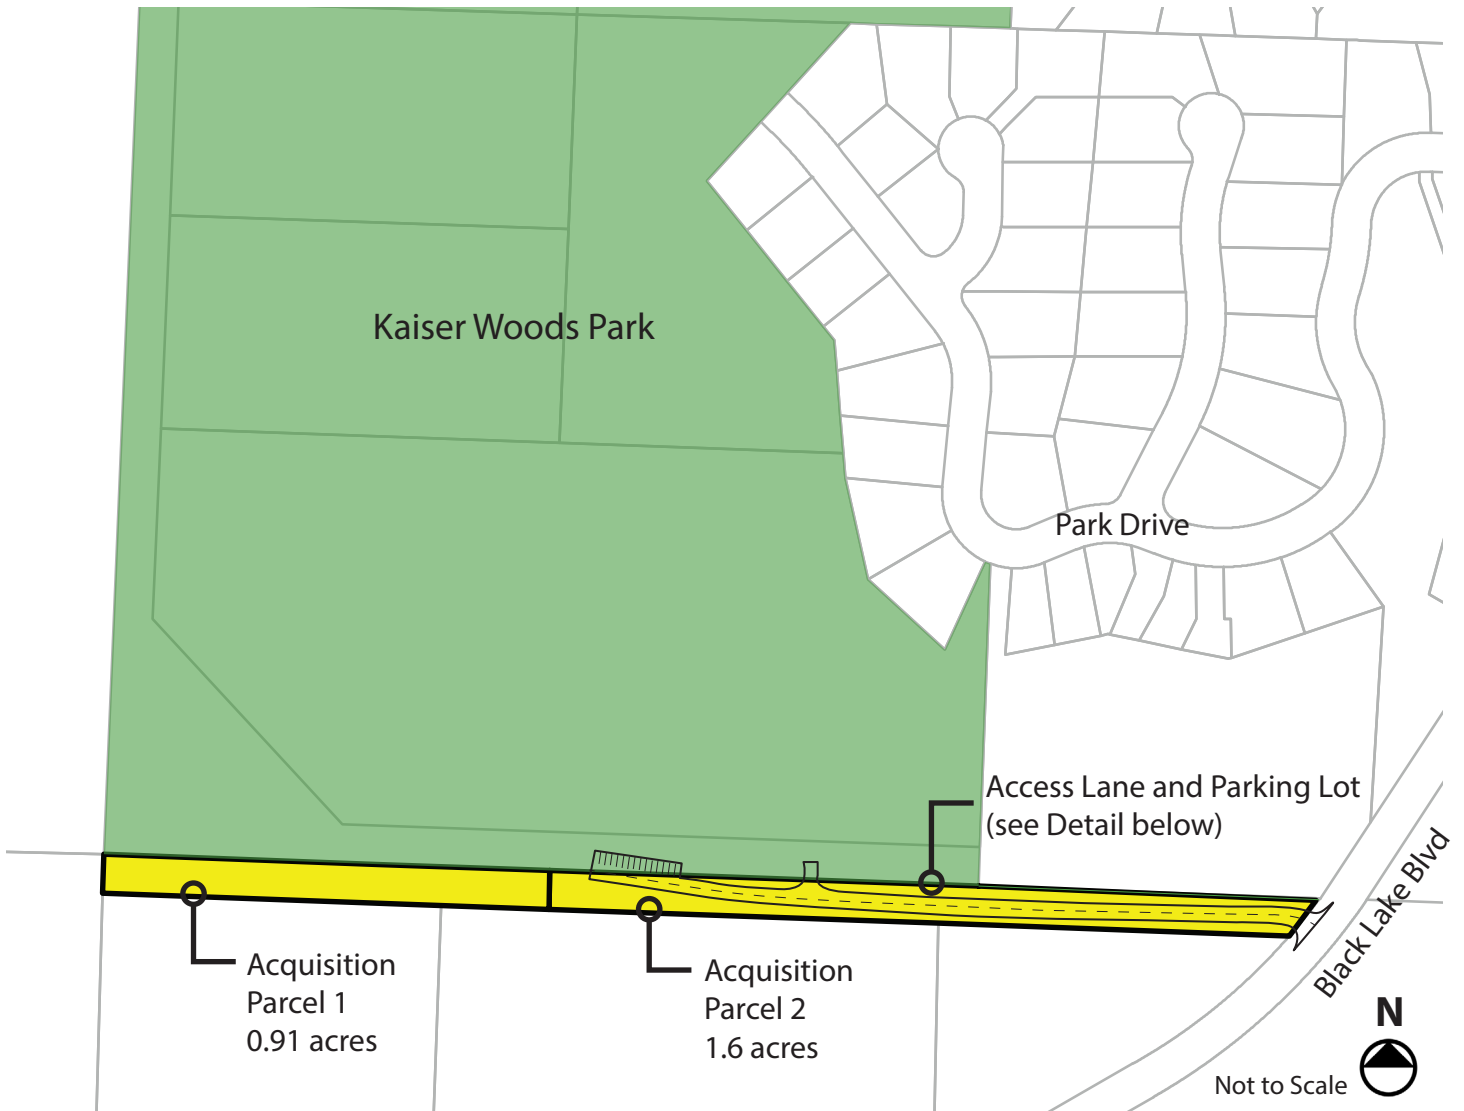 Kaiser Woods Park
Park Drive
Access Lane and Parking Lot
(see Detail below)
Black Lake Blvd
Acquisition
Parcel 1
0.91 acres
Acquisition
Parcel 2
1.6 acres
N
Not to Scale